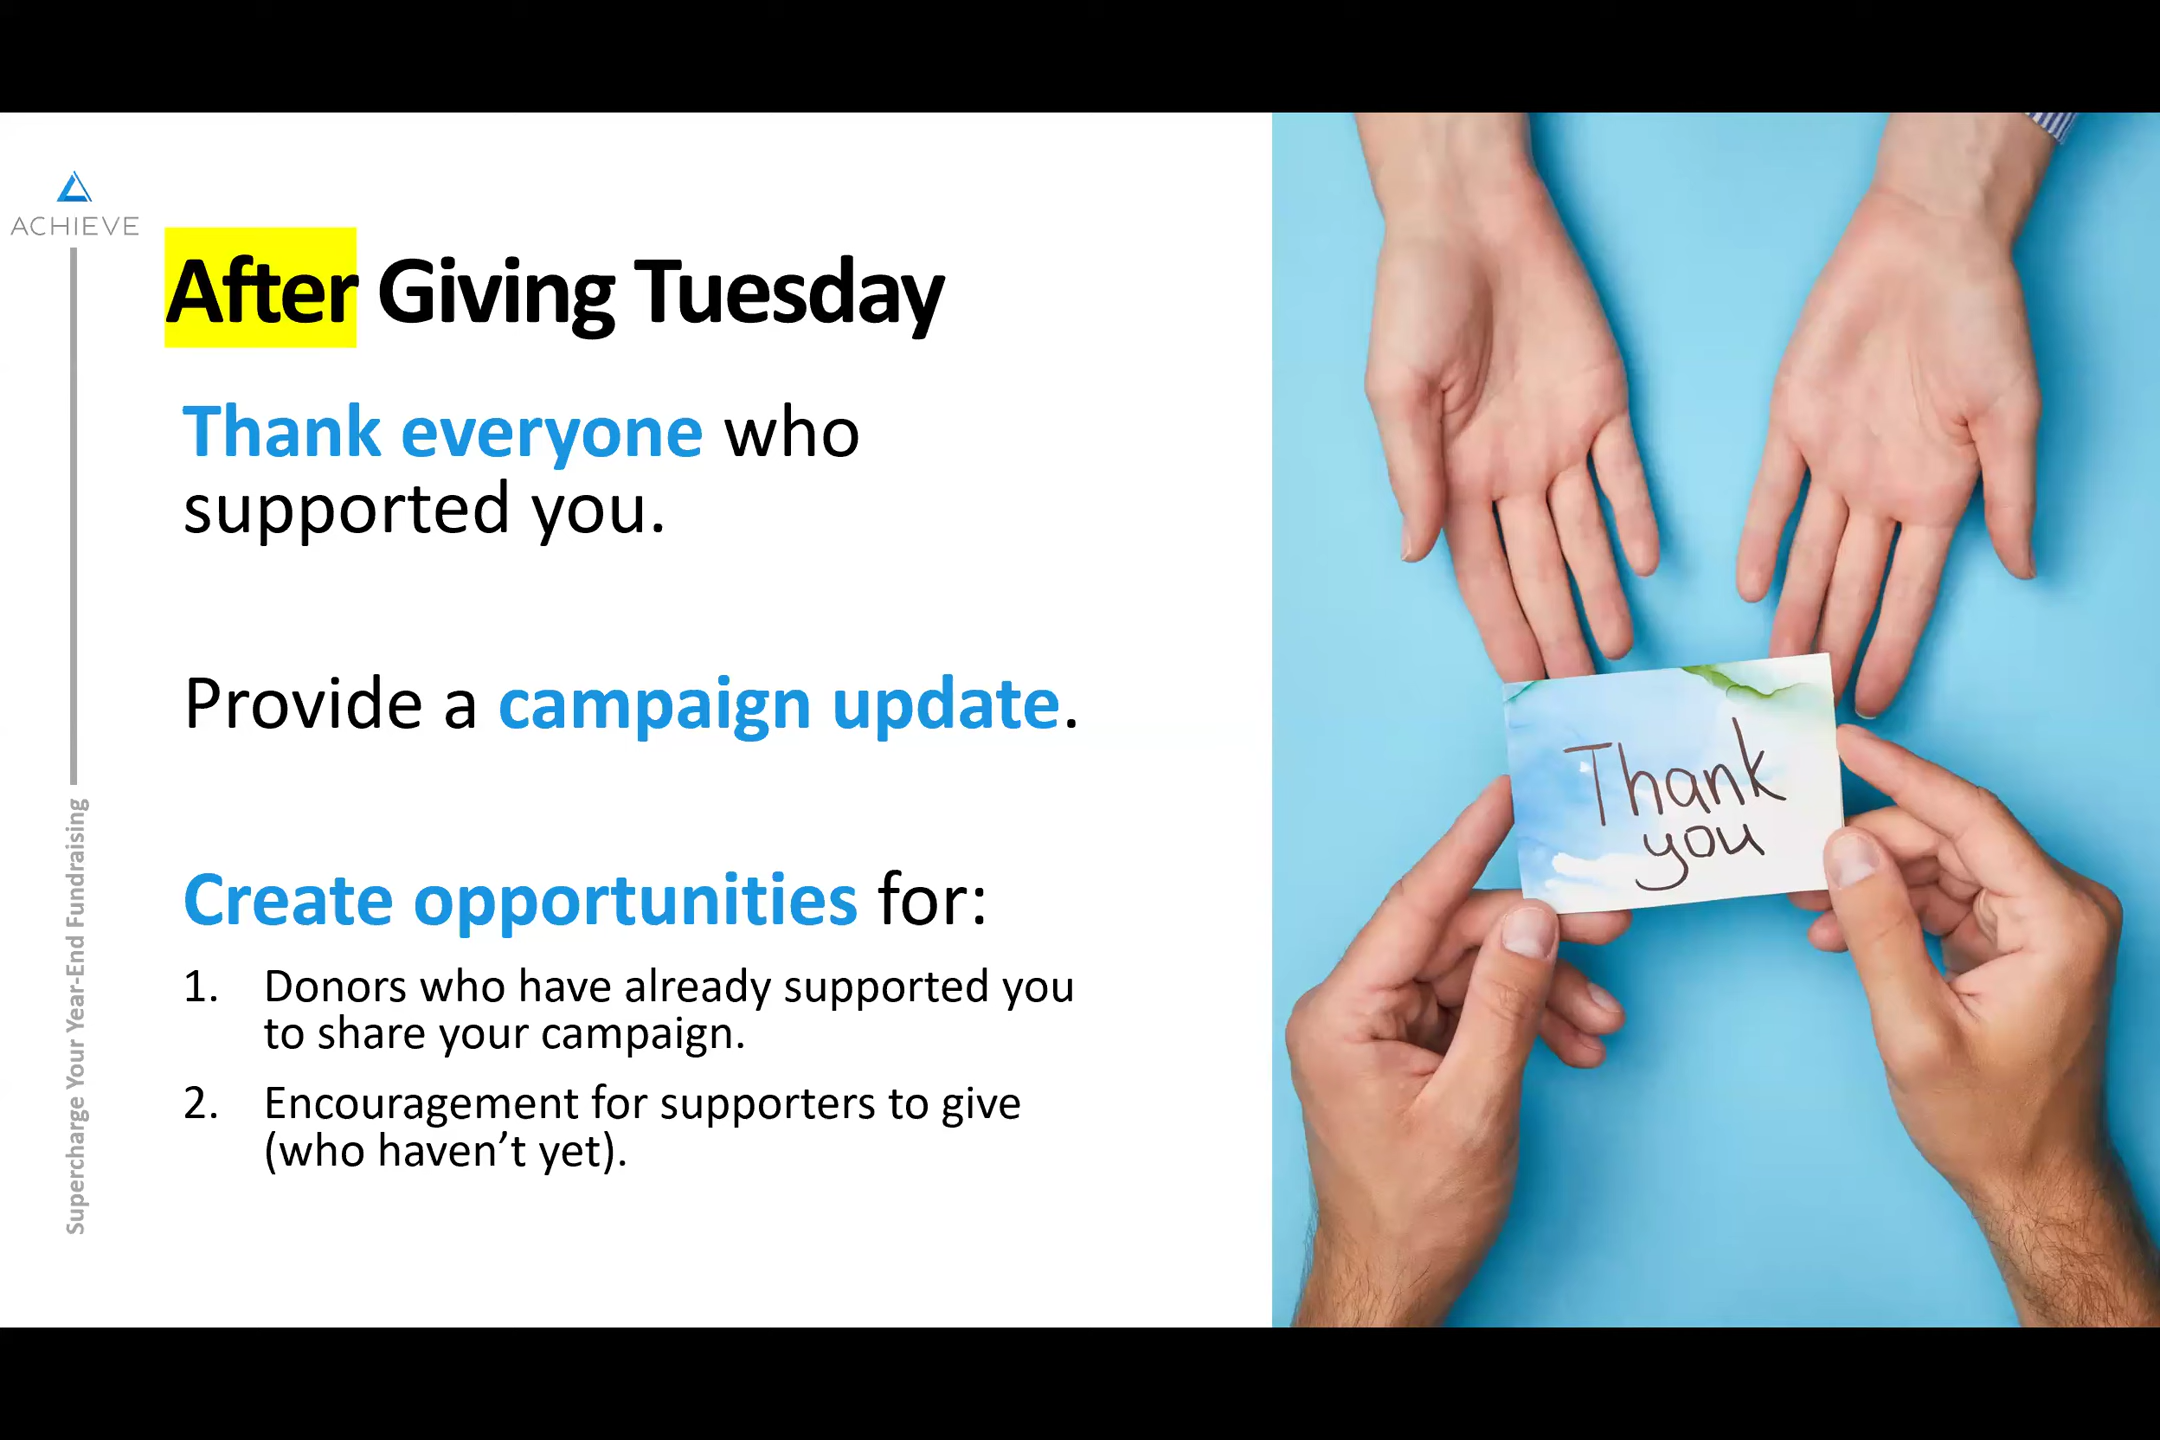 ACHIEVE
After Giving Tuesday
Thank everyone who
supported you.
Provide a campaign update.
Create opportunities for:
1. Donors who have already supported you
to share your campaign.
2. Encouragement for supporters to give
(who haven’t yet).
Supercharge Your Year-End Fundraising
Thank
you